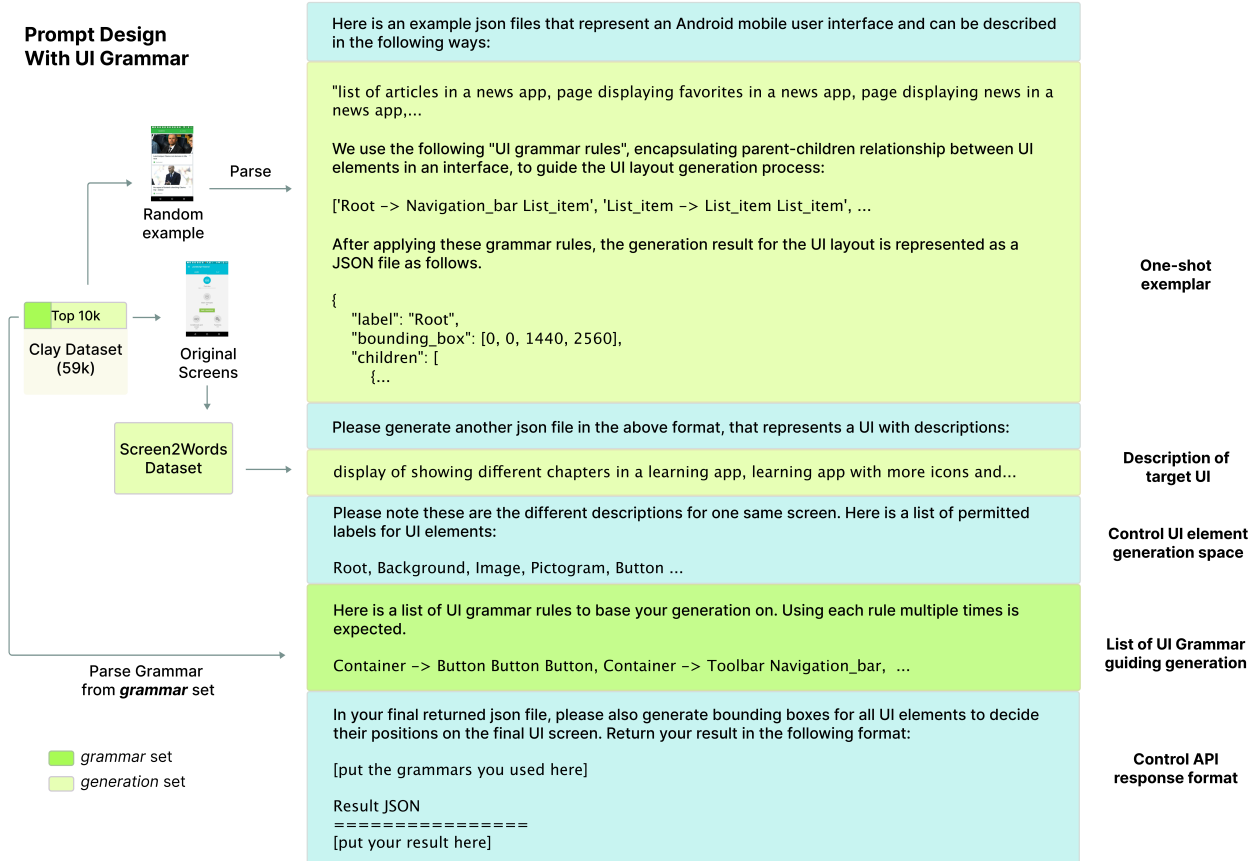 Prompt Design
With UI Grammar
Parse
Random
example
Top 10k
Clay Dataset
(59k)
Original
Screens
Screen2Words
Dataset
Parse Grammar
from grammar set
grammar set
generation set
Here is an example json files that represent an Android mobile user interface and can be described
in the following ways:
"list of articles in a news app, page displaying favorites in a news app, page displaying news in a
news app,...
We use the following "UI grammar rules", encapsulating parent-children relationship between UI
elements in an interface, to guide the UI layout generation process:
['Root -> Navigation_bar List_item', 'List_item -> List_item List_item', ...
After applying these grammar rules, the generation result for the UI layout is represented as a
JSON file as follows.
{
"label": "Root",
"bounding_box": [0, 0, 1440, 2560],
"children": [
{...
Please generate another json file in the above format, that represents a UI with descriptions:
display of showing different chapters in a learning app, learning app with more icons and...
Please note these are the different descriptions for one same screen. Here is a list of permitted
labels for UI elements:
Root, Background, Image, Pictogram, Button ...
Here is a list of UI grammar rules to base your generation on. Using each rule multiple times is
expected.
Container -> Button Button Button, Container -> Toolbar Navigation_bar,  ...
In your final returned json file, please also generate bounding boxes for all UI elements to decide
their positions on the final UI screen. Return your result in the following format:
[put the grammars you used here]
Result JSON
================
[put your result here]
One-shot
exemplar
Description of
target UI
Control UI element
generation space
List of UI Grammar
guiding generation
Control API
response format